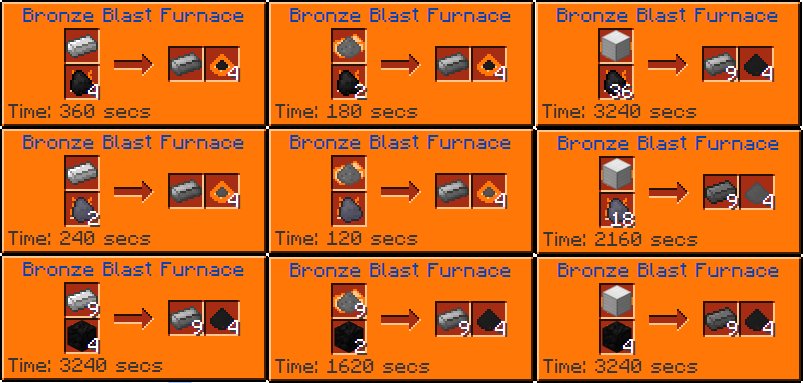 Bronze Blast Furnace
4
4
Time: 360 secs
Bronze Blast Furnace
4
2
Time: 180 secs
Bronze Blast Furnace
9 4
36
Time: 3240 secs
Bronze Blast Furnace
4
2
Time: 240 secs
Bronze Blast Furnace
4
Time: 120 secs
Bronze Blast Furnace
9 4
18
Time: 2160 secs
Bronze Blast Furnace
9
9 4
4
Time: 3240 secs
Bronze Blast Furnace
9
9 4
2
Time: 1620 secs
Bronze Blast Furnace
9 4
4
Time: 3240 secs